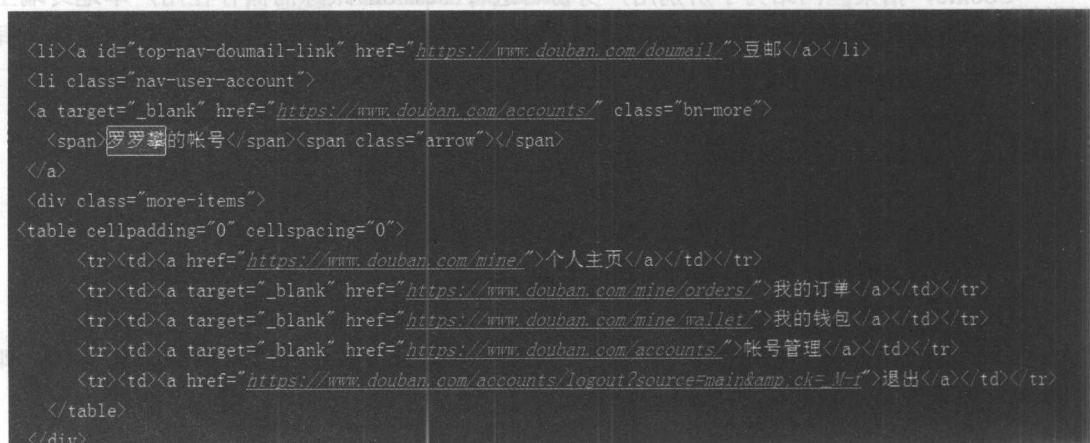 <li><a id="top-nav-doumail-link" href="https://www.douban.com/doumail/">豆邮</a></li>
<li class="nav-user-account">
<a target="_blank" href="https://www.douban.com/accounts/" class="bn-more">
<span>罗罗攀的帐号</span><span class="arrow"></span>
</a>
<div class="more-items">
<table cellpadding="0" cellspacing="0">
<tr><td><a href="https://www.douban.com/mine/">个人主页</a></td></tr>
<tr><td><a target="_blank" href="https://www.douban.com/mine/orders/">我的订单</a></td></tr>
<tr><td><a target="_blank" href="https://www.douban.com/mine/wallet/">我的钱包</a></td></tr>
<tr><td><a target="_blank" href="https://www.douban.com/accounts/">帐号管理</a></td></tr>
<tr><td><a href="https://www.douban.com/accounts/logout?source=main&amp;ck=_M-f">退出</a></td></tr>
</table>
</div>